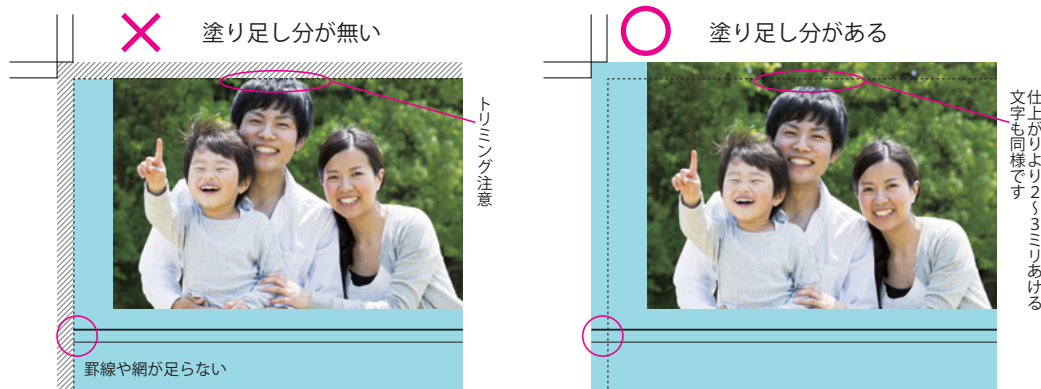 塗り足し分が無い
トリミング注意
罫線や網が足らない
塗り足し分がある
仕上がりより2〜3ミリあける
文字も同様です